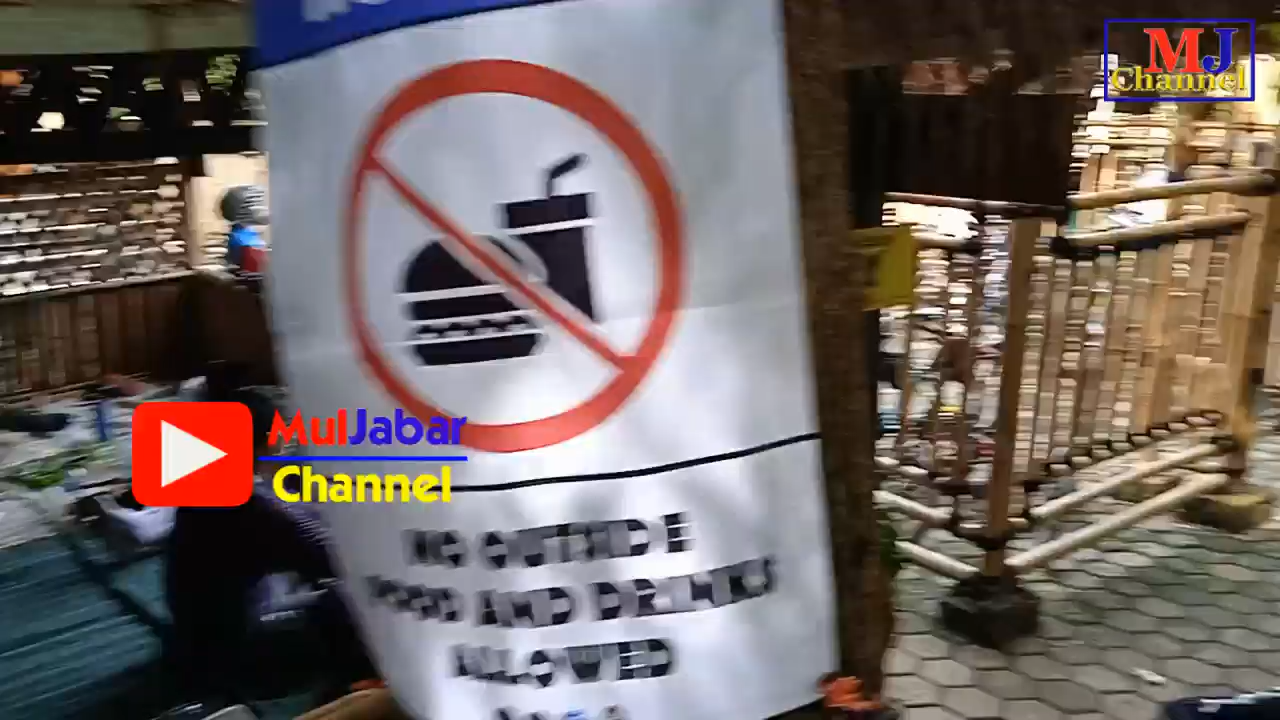 MJ
Channel
MulJabar
Channel
NO OUTSIDE
FOOD AND DRINKS
ALLOWED